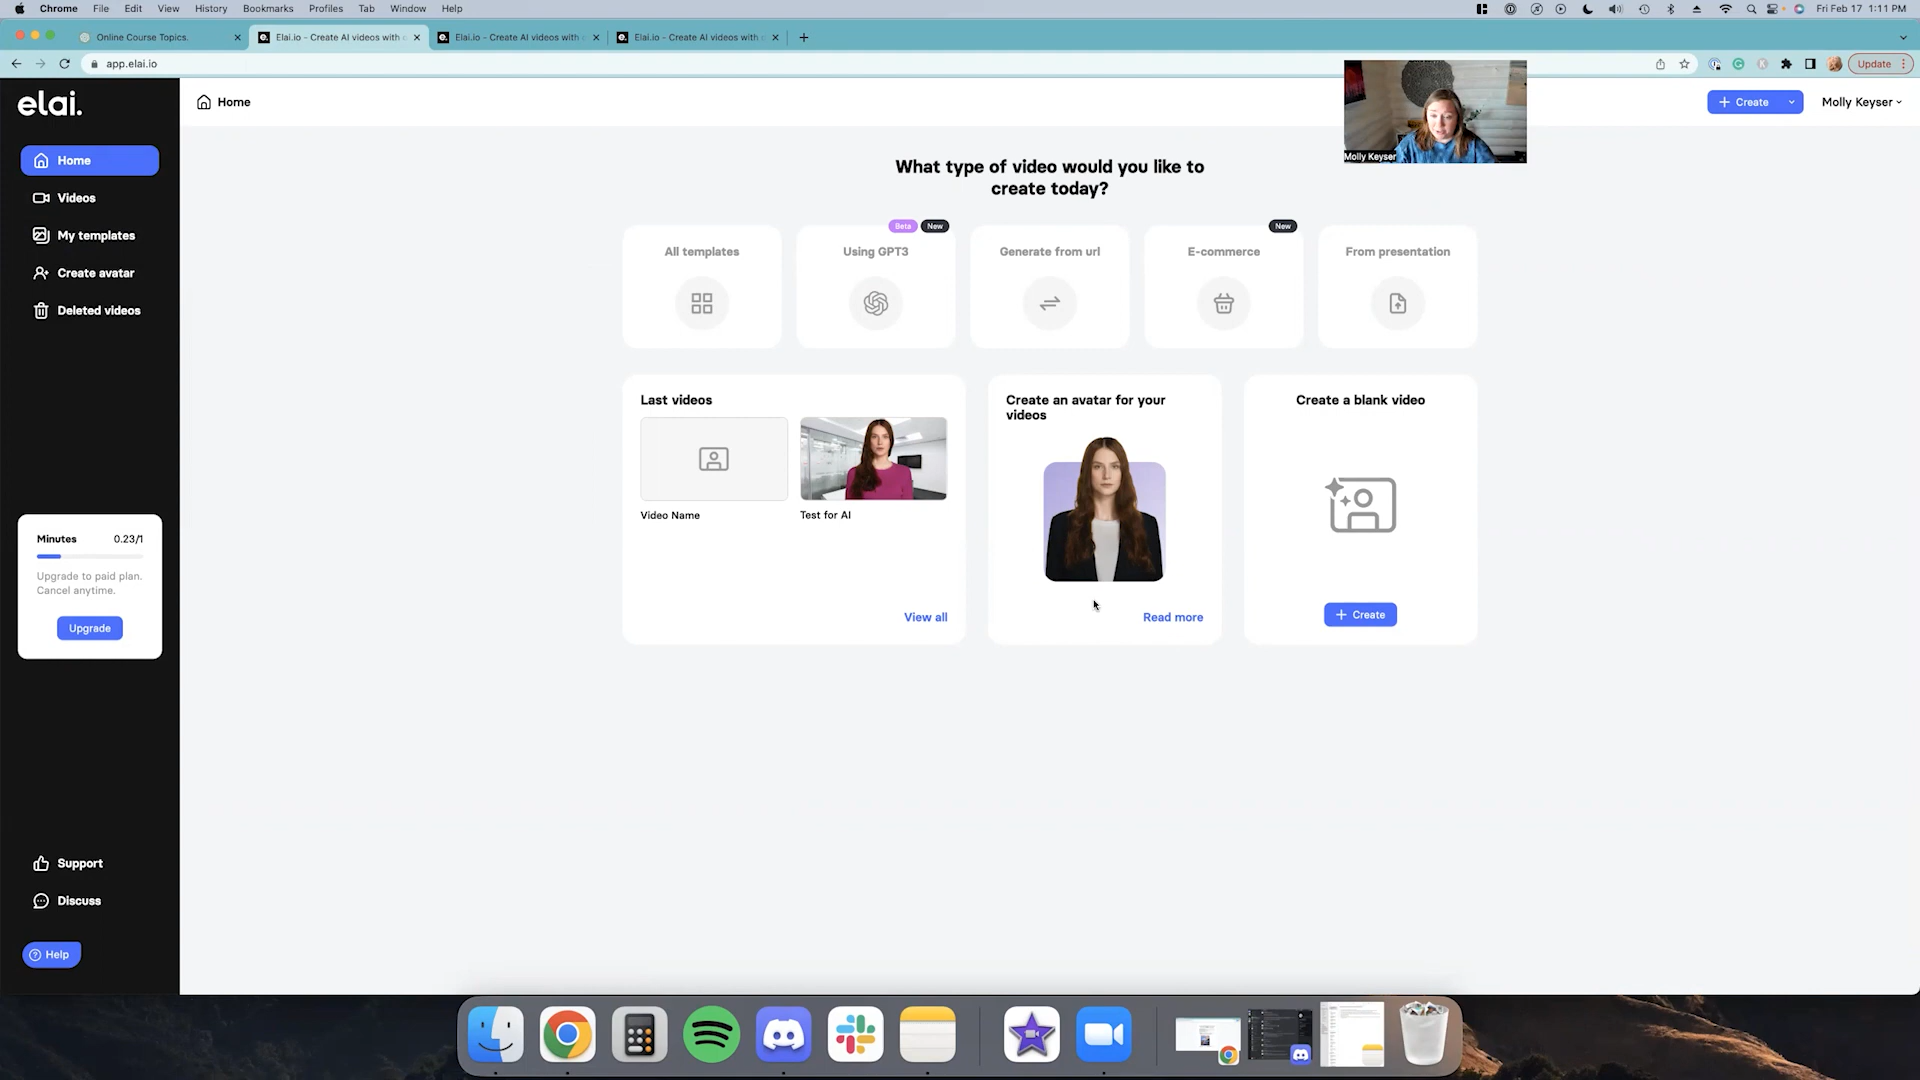 Chrome File Edit View History Bookmarks Profiles Tab Window Help Fri Feb 17 1:11 PM
Online Course Topics. Elai.io - Create AI videos with Elai.io - Create AI videos with Elai.io - Create AI videos with
app.elai.io Update
elai.
Home
Videos
My templates
Create avatar
Deleted videos
Minutes 0.23/1
Upgrade to paid plan.
Cancel anytime.
Upgrade
Support
Discuss
Help
Home
Create
Molly Keyser
Molly Keyser
What type of video would you like to
create today?
All templates
Beta New
Using GPT3
Generate from url
New
E-commerce
From presentation
Last videos
Video Name
Test for AI
View all
Create an avatar for your
videos
Read more
Create a blank video
Create